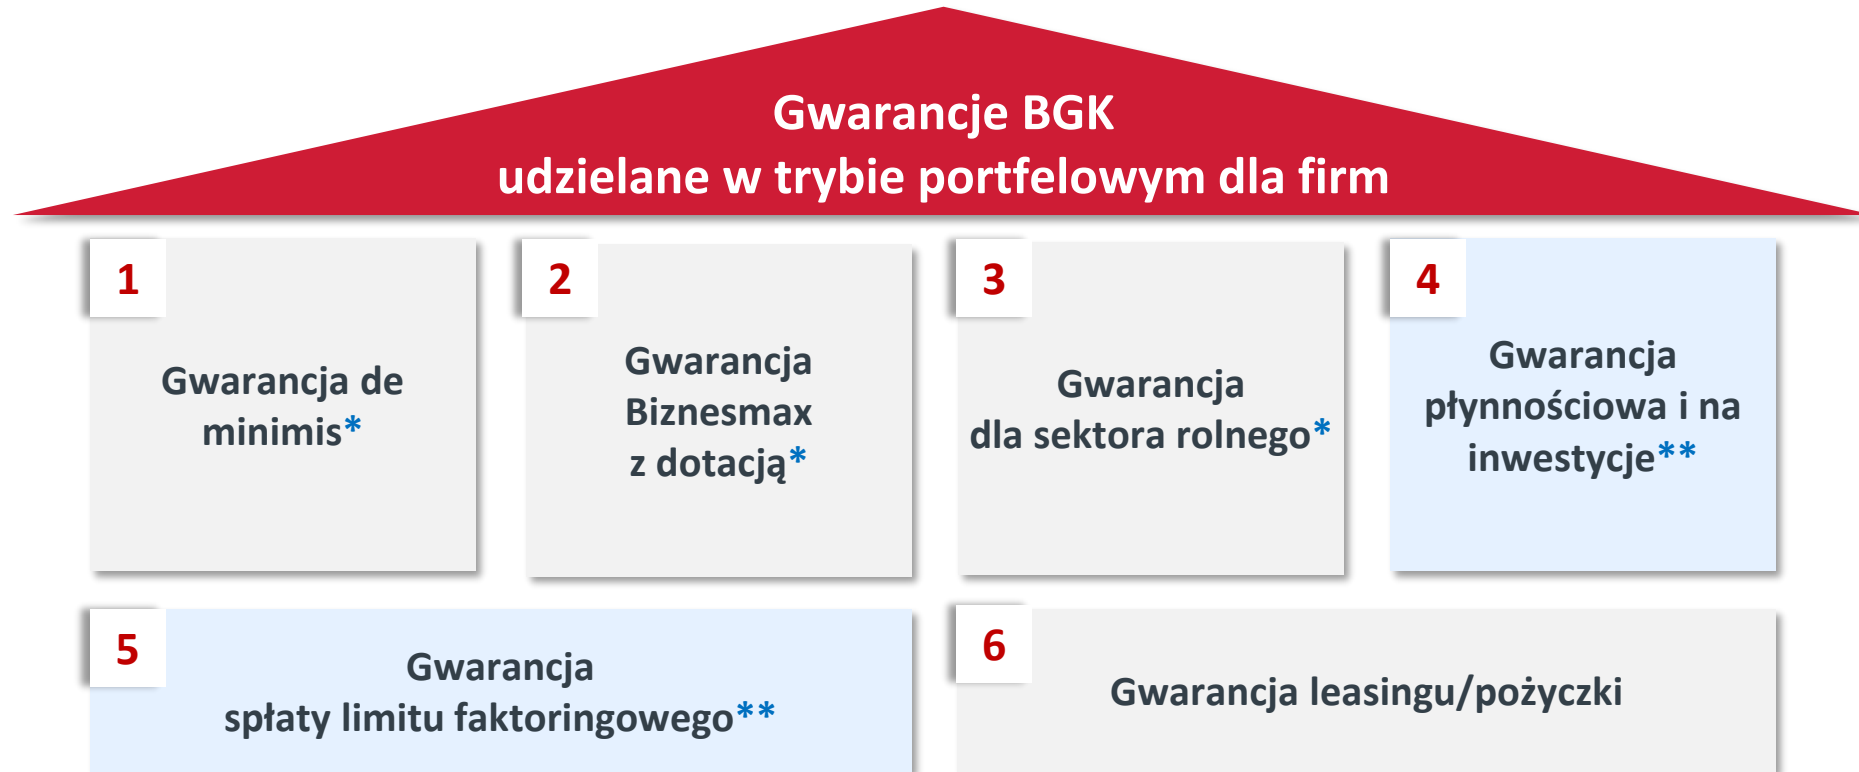 Gwarancje BGK
udzielane w trybie portfelowym dla firm
1
Gwarancja de
minimis*
2
Gwarancja
Biznesmax
z dotacją*
3
Gwarancja
dla sektora rolnego*
4
Gwarancja
płynnościowa i na
inwestycje**
5
Gwarancja
spłaty limitu faktoringowego**
6
Gwarancja leasingu/pożyczki